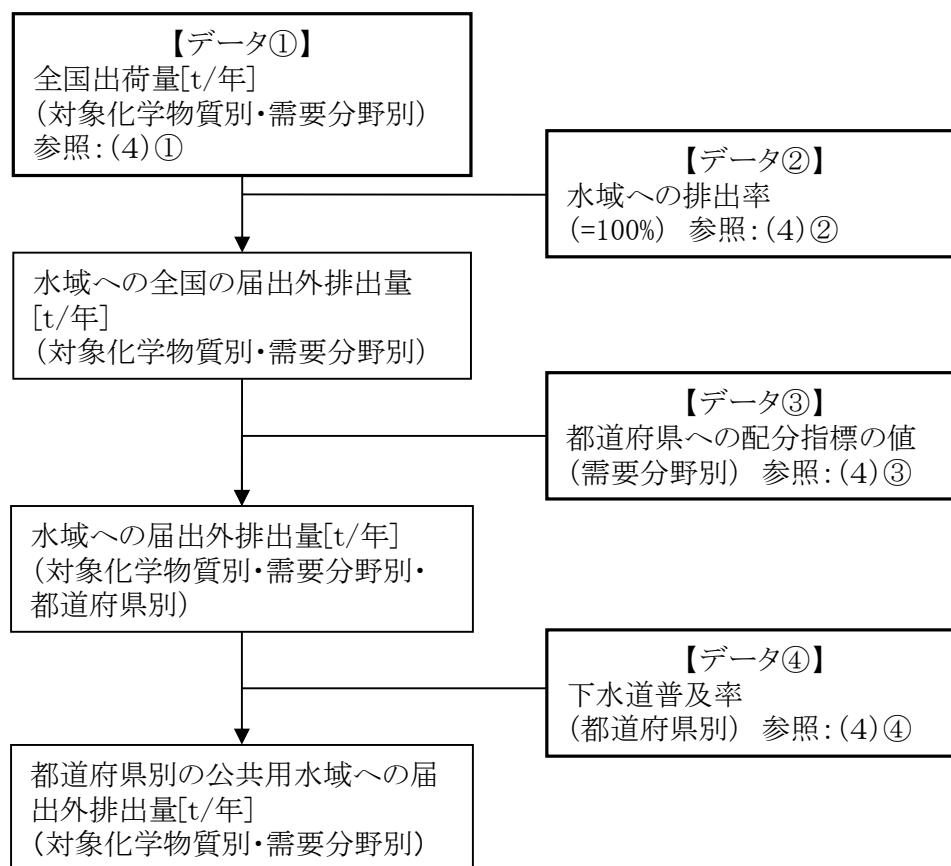 【データ①】
全国出荷量[t/年]
(対象化学物質別・需要分野別)
参照:(4)①
【データ②】
水域への排出率
(=100%) 参照:(4)②
水域への全国の届出外排出量
[t/年]
(対象化学物質別・需要分野別)
【データ③】
都道府県への配分指標の値
(需要分野別) 参照:(4)③
水域への届出外排出量[t/年]
(対象化学物質別・需要分野別・
都道府県別)
【データ④】
下水道普及率
(都道府県別) 参照:(4)④
都道府県別の公共用水域への届
出外排出量[t/年]
(対象化学物質別・需要分野別)